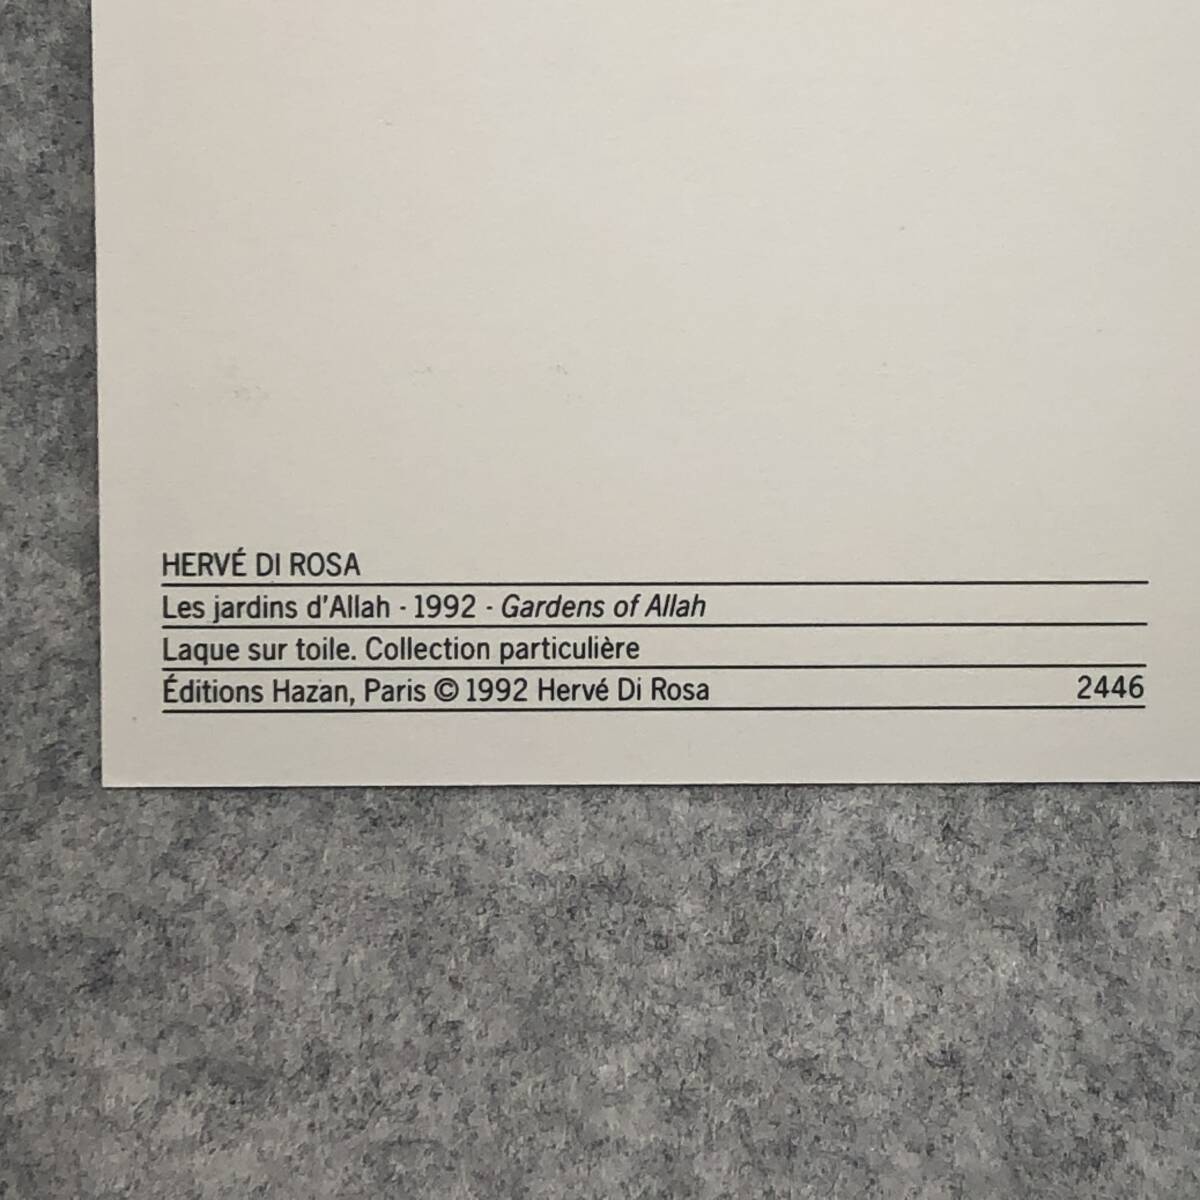 HERVÉ DI ROSA
Les jardins d'Allah · 1992 · Gardens of Allah
Laque sur toile. Collection particulière
Éditions Hazan, Paris © 1992 Hervé Di Rosa 2446